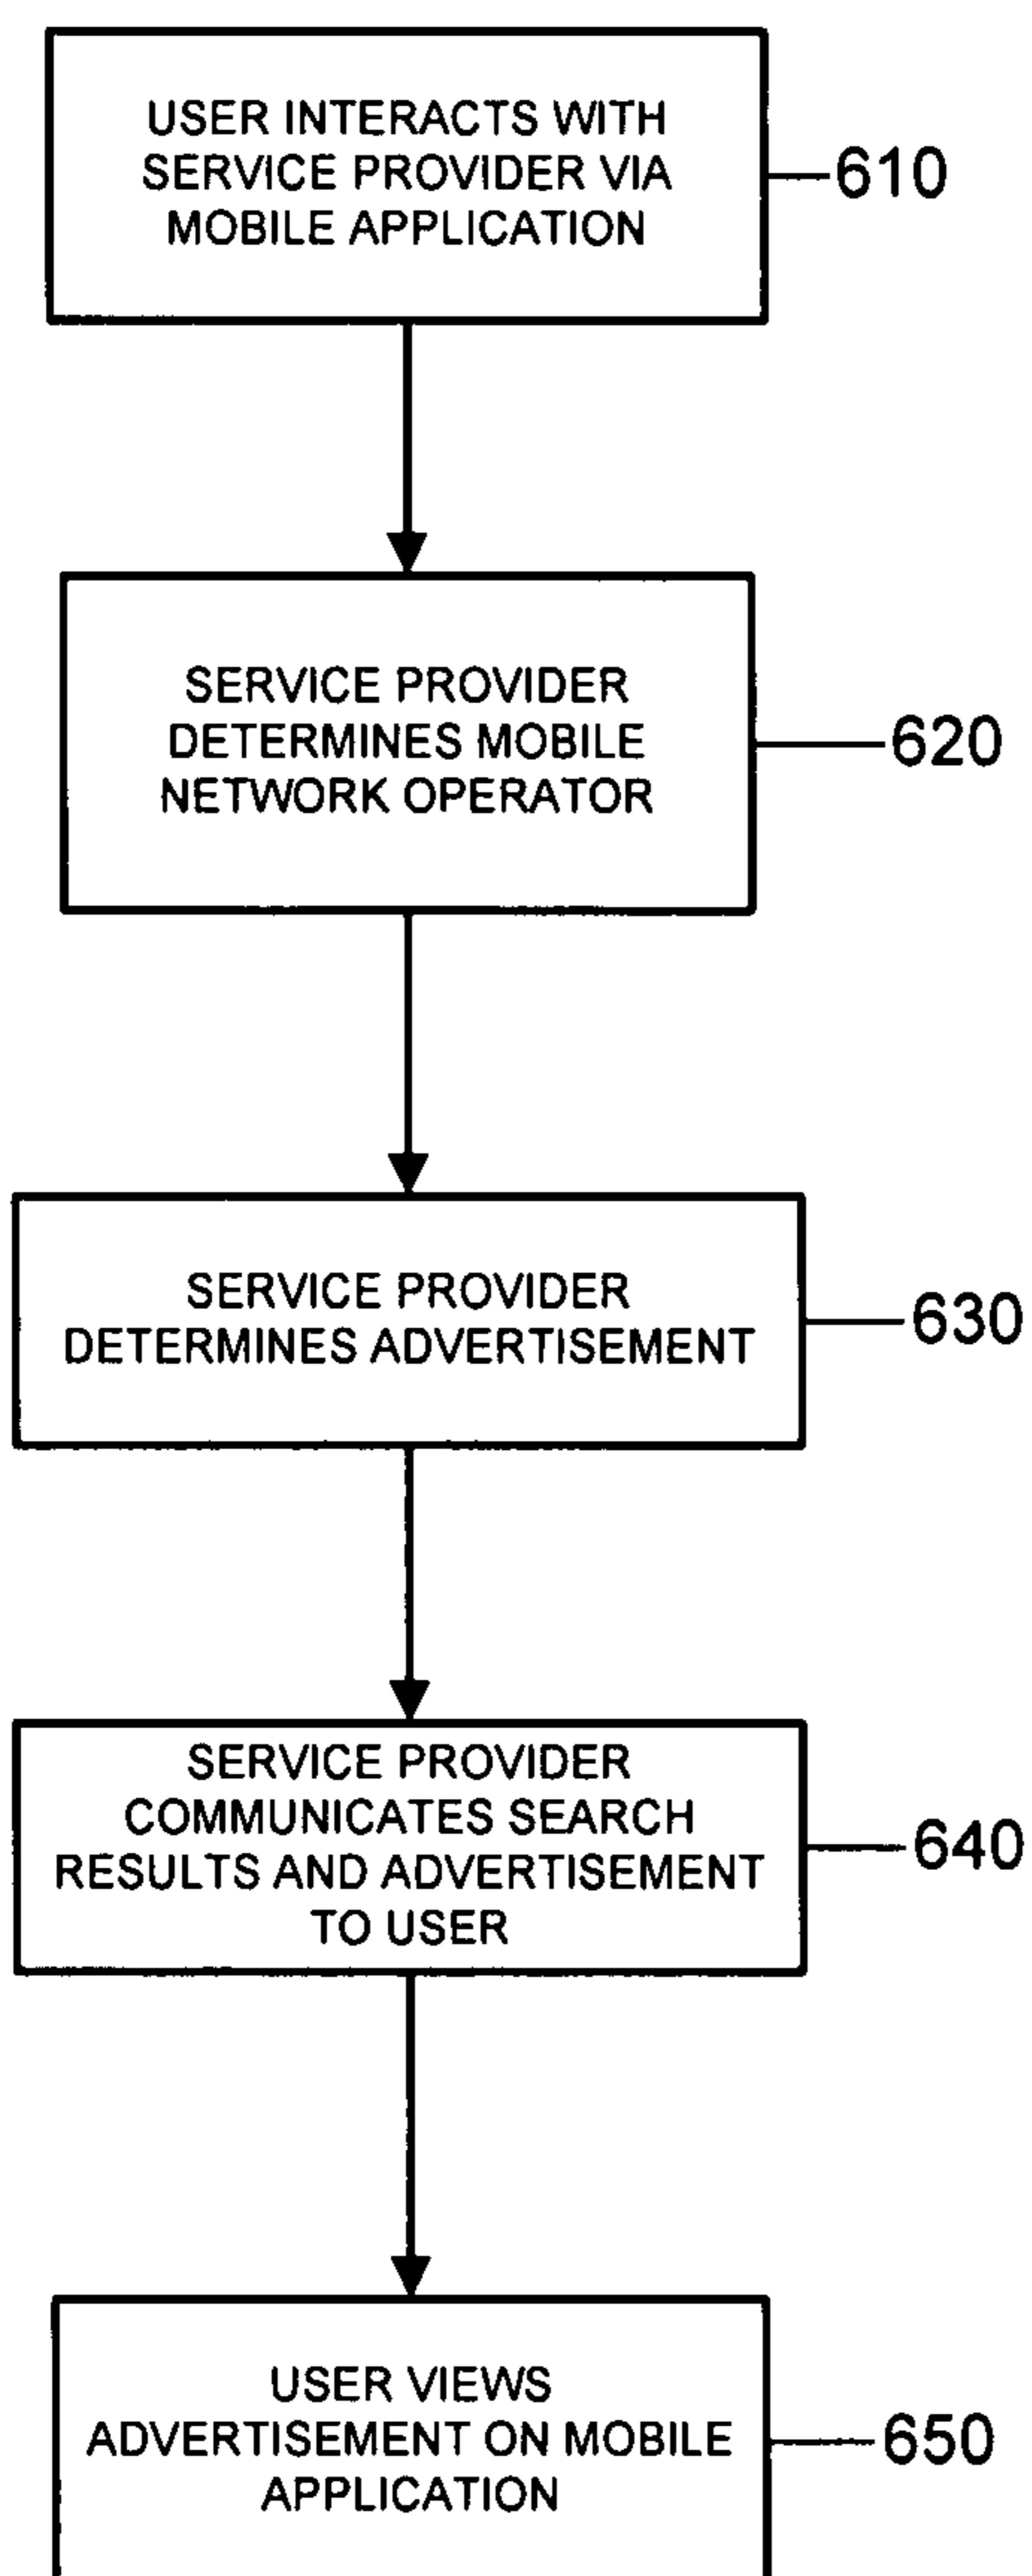 USER INTERACTS WITH
SERVICE PROVIDER VIA
MOBILE APPLICATION
610
SERVICE PROVIDER
DETERMINES MOBILE
NETWORK OPERATOR
620
SERVICE PROVIDER
DETERMINES ADVERTISEMENT
630
SERVICE PROVIDER
COMMUNICATES SEARCH
RESULTS AND ADVERTISEMENT
TO USER
640
USER VIEWS
ADVERTISEMENT ON MOBILE
APPLICATION
650